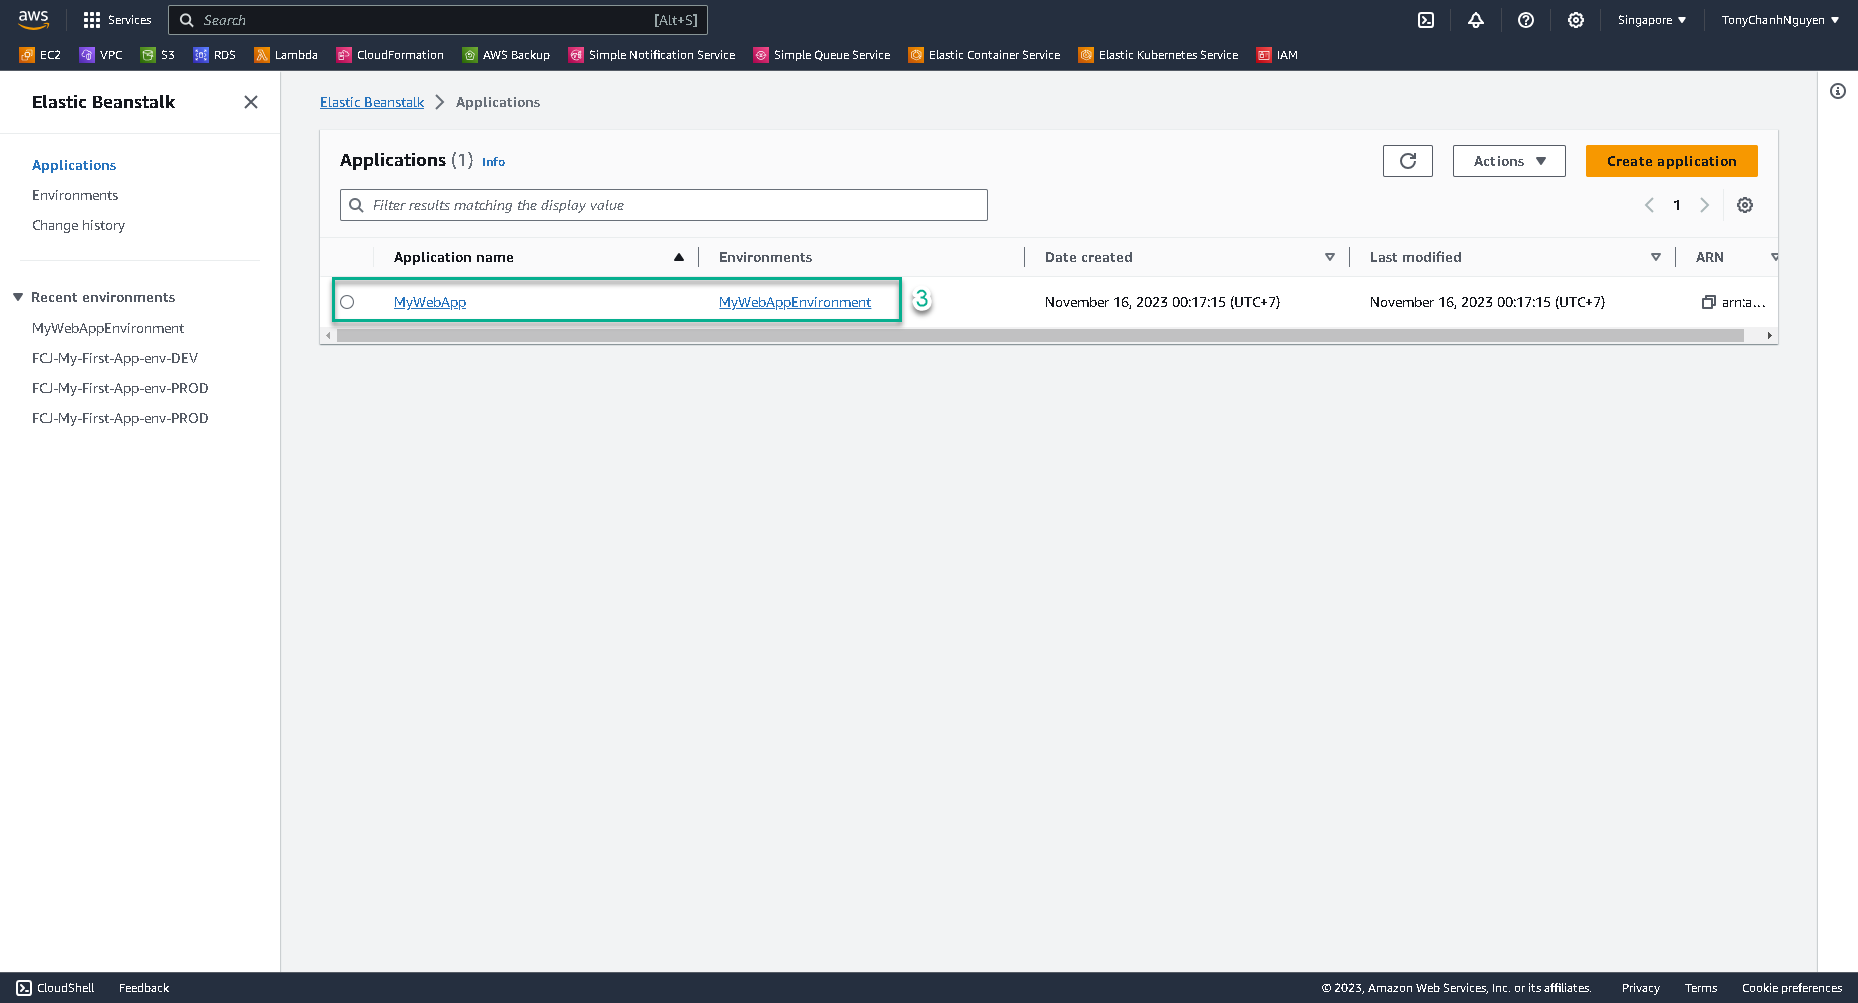 aws Services Search [Alt+S] Singapore TonyChanhNguyen
EC2 VPC S3 RDS Lambda CloudFormation AWS Backup Simple Notification Service Simple Queue Service Elastic Container Service Elastic Kubernetes Service IAM
Elastic Beanstalk
Applications
Environments
Change history
Recent environments
MyWebAppEnvironment
FCJ-My-First-App-env-DEV
FCJ-My-First-App-env-PROD
FCJ-My-First-App-env-PROD
Elastic Beanstalk Applications
Applications (1) Info Actions Create application
Filter results matching the display value 1
Application name Environments Date created Last modified ARN
MyWebApp MyWebAppEnvironment 3 November 16, 2023 00:17:15 (UTC+7) November 16, 2023 00:17:15 (UTC+7) arn:a...
CloudShell Feedback © 2023, Amazon Web Services, Inc. or its affiliates. Privacy Terms Cookie preferences